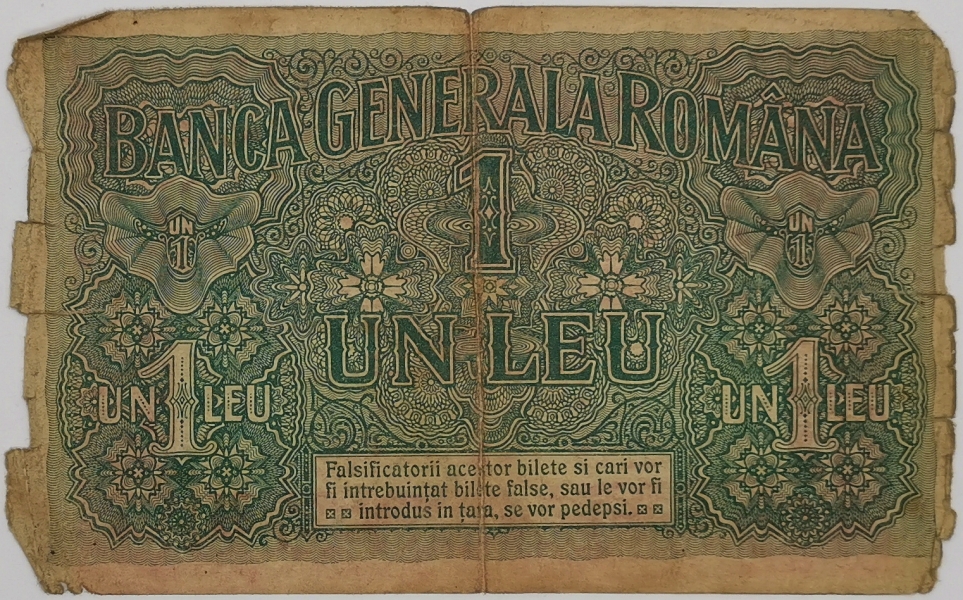 BANCA GENERALA ROMÂNA
UN
1
1
UN
1
UN LEU
UN 1 LEU
UN 1 LEU
Falsificatorii acestor bilete si cari vor
fi intrebuințat bilete false, sau le vor fi
introdus in țara, se vor pedepsi.